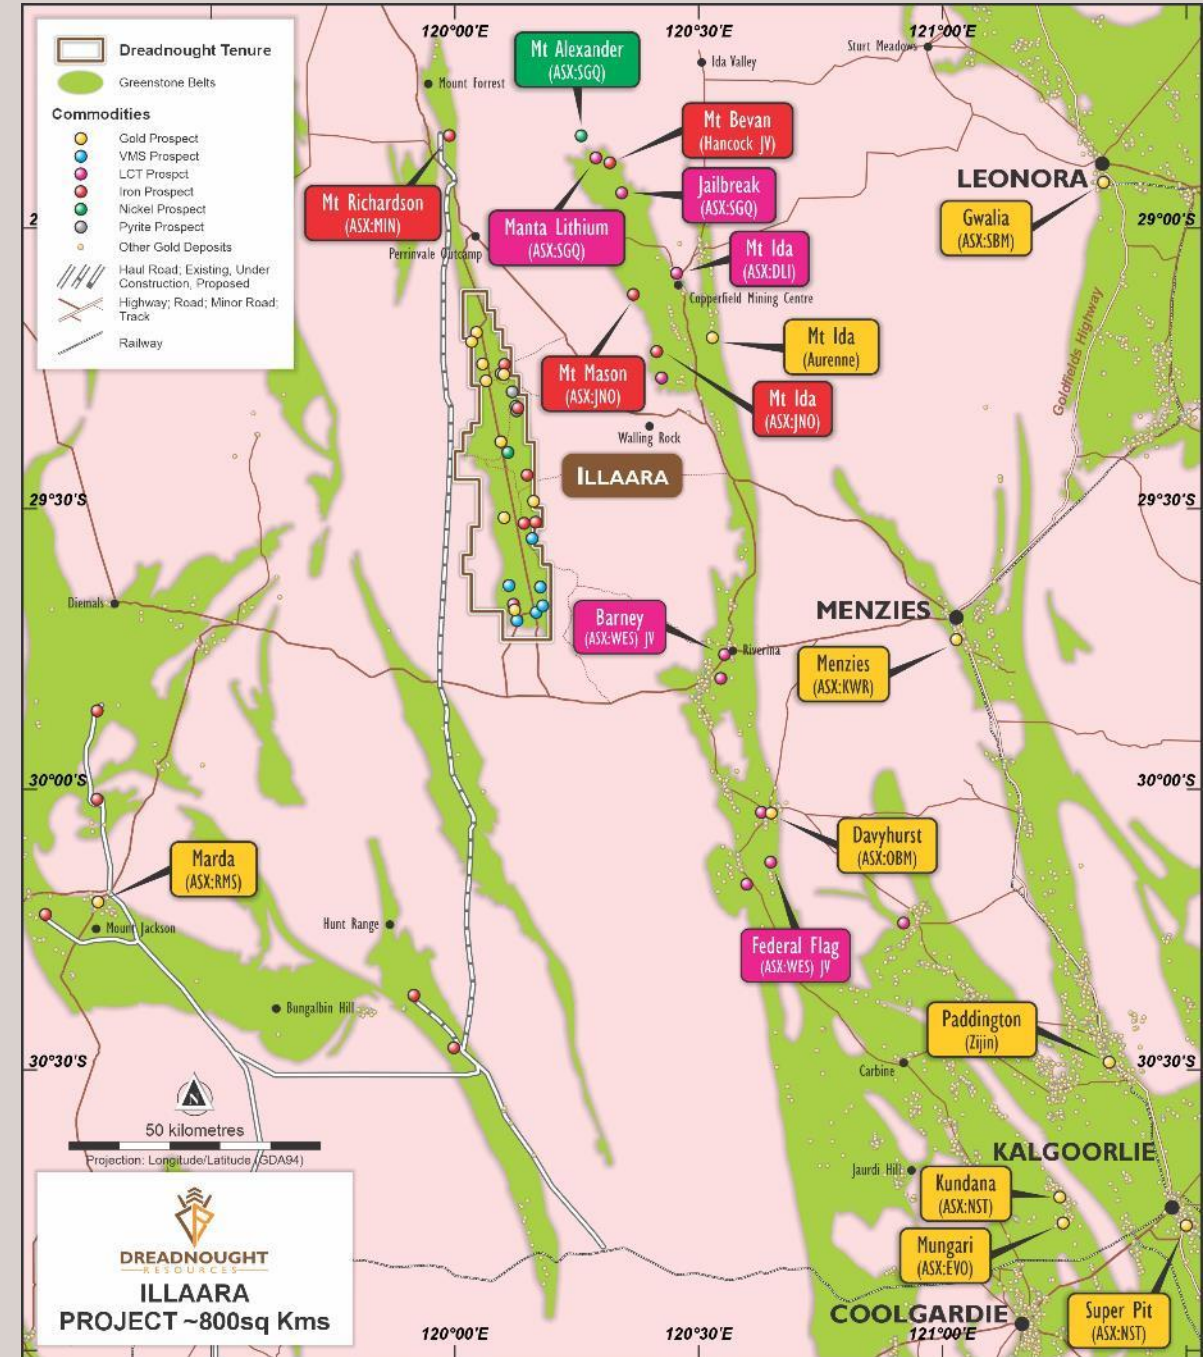 120°00'E
120°30'E
121°00'E
Dreadnought Tenure
Greenstone Belts
Commodities
Gold Prospect
VMS Prospect
LCT Prospct
Iron Prospect
Nickel Prospect
Pyrite Prospect
Other Gold Deposits
Haul Road; Existing, Under
Construction, Proposed
Highway; Road; Minor Road;
Track
Railway
Mount Forrest
Mt Alexander
(ASX:SGQ)
Ida Valley
Sturt Meadows
Mt Bevan
(Hancock JV)
LEONORA
Mt Richardson
(ASX:MIN)
Jailbreak
(ASX:SGQ)
Manta Lithium
(ASX:SGQ)
Gwalia
(ASX:SBM)
29°00'S
Perrinvale Outcamp
Mt Ida
(ASX:DLI)
Copperfield Mining Centre
Mt Ida
(Aurenne)
Goldfields Highway
Mt Mason
(ASX:JNO)
Mt Ida
(ASX:JNO)
Walling Rock
ILLAARA
29°30'S
29°30'S
Diemals
Barney
(ASX:WES) JV
Riverina
MENZIES
Menzies
(ASX:KWR)
30°00'S
30°00'S
Davyhurst
(ASX:OBM)
Marda
(ASX:RMS)
Mount Jackson
Hunt Range
Federal Flag
(ASX:WES) JV
Bungalbin Hill
Paddington
(Zijin)
30°30'S
30°30'S
Carbine
N
50 kilometres
Projection: Longitude/Latitude (GDA94)
KALGOORLIE
Jaurdi Hill
Kundana
(ASX:NST)
Mungari
(ASX:EVO)
DREADNOUGHT
RESOURCES
ILLAARA
PROJECT ~800sq Kms
COOLGARDIE
Super Pit
(ASX:NST)
120°00'E
120°30'E
121°00'E